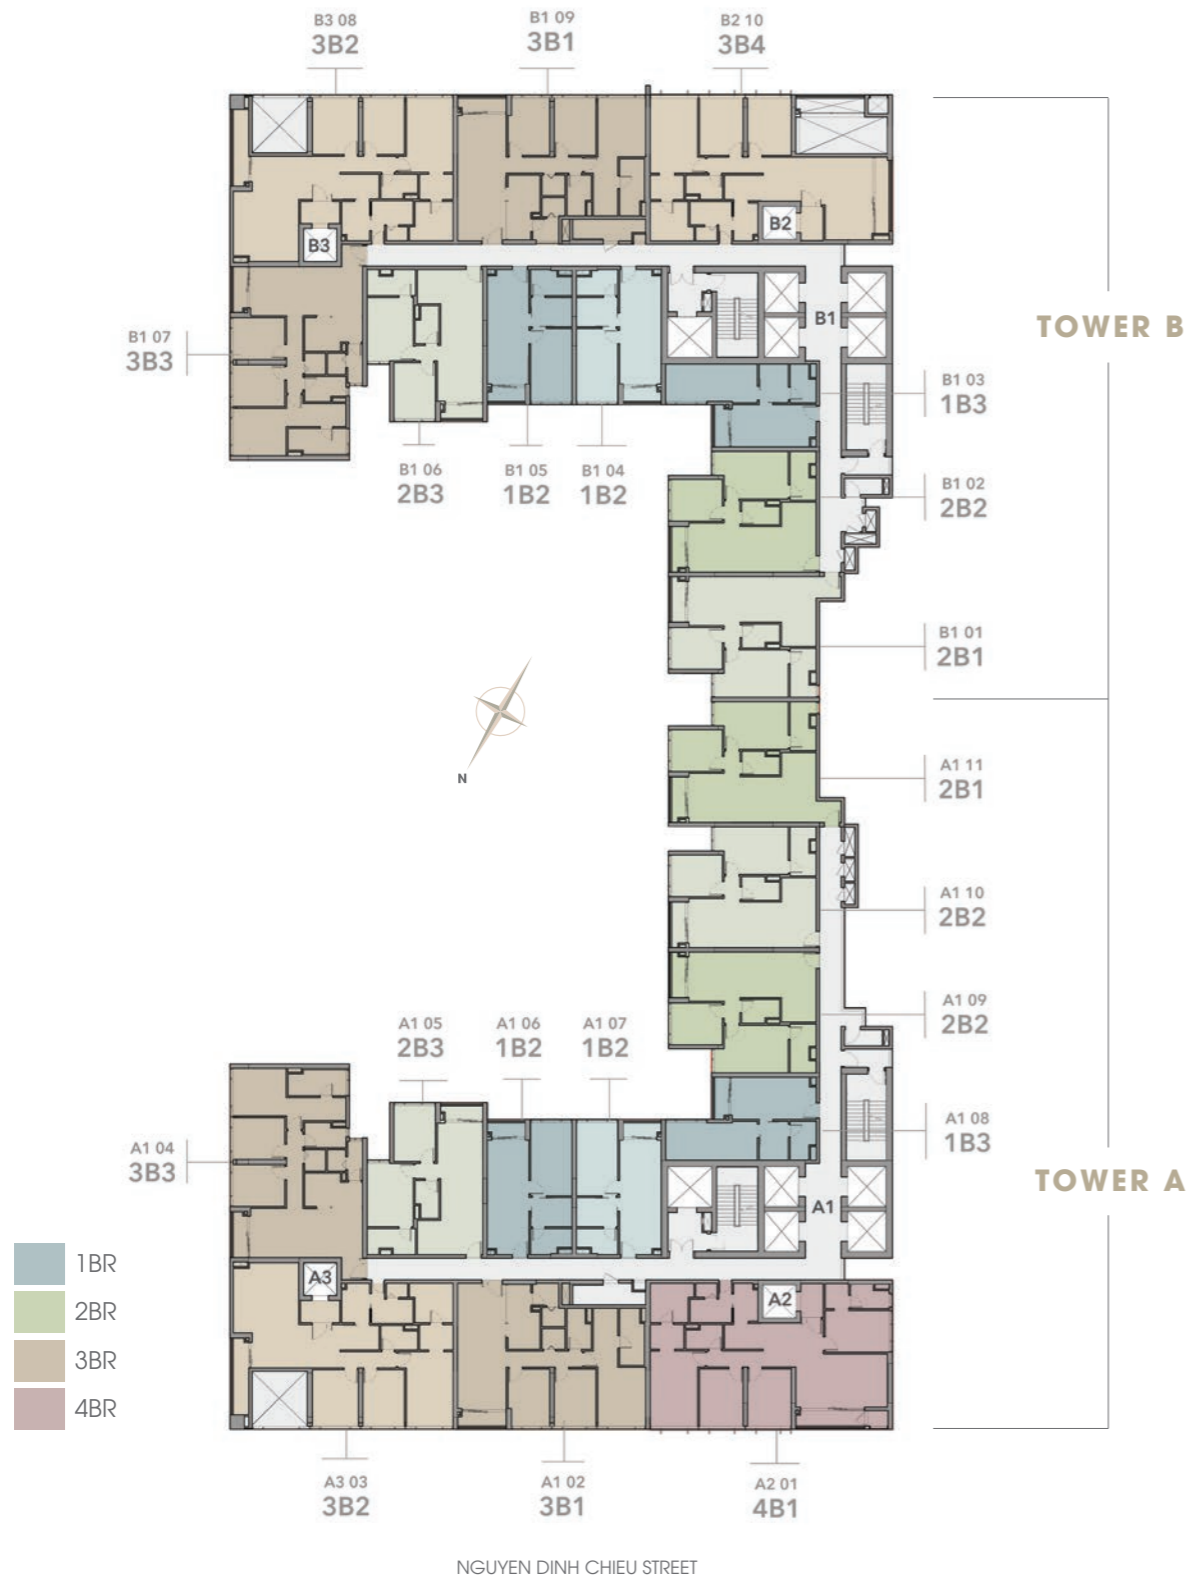 B3 08
3B2
B1 09
3B1
B2 10
3B4
B3
B2
B1
TOWER B
B1 07
3B3
B1 03
1B3
B1 06
2B3
B1 05
1B2
B1 04
1B2
B1 02
2B2
B1 01
2B1
N
A1 11
2B1
A1 10
2B2
A1 09
2B2
A1 05
2B3
A1 06
1B2
A1 07
1B2
A1 08
1B3
A1 04
3B3
TOWER A
A1
A3
A2
1BR
2BR
3BR
4BR
A3 03
3B2
A1 02
3B1
A2 01
4B1
NGUYEN DINH CHIEU STREET